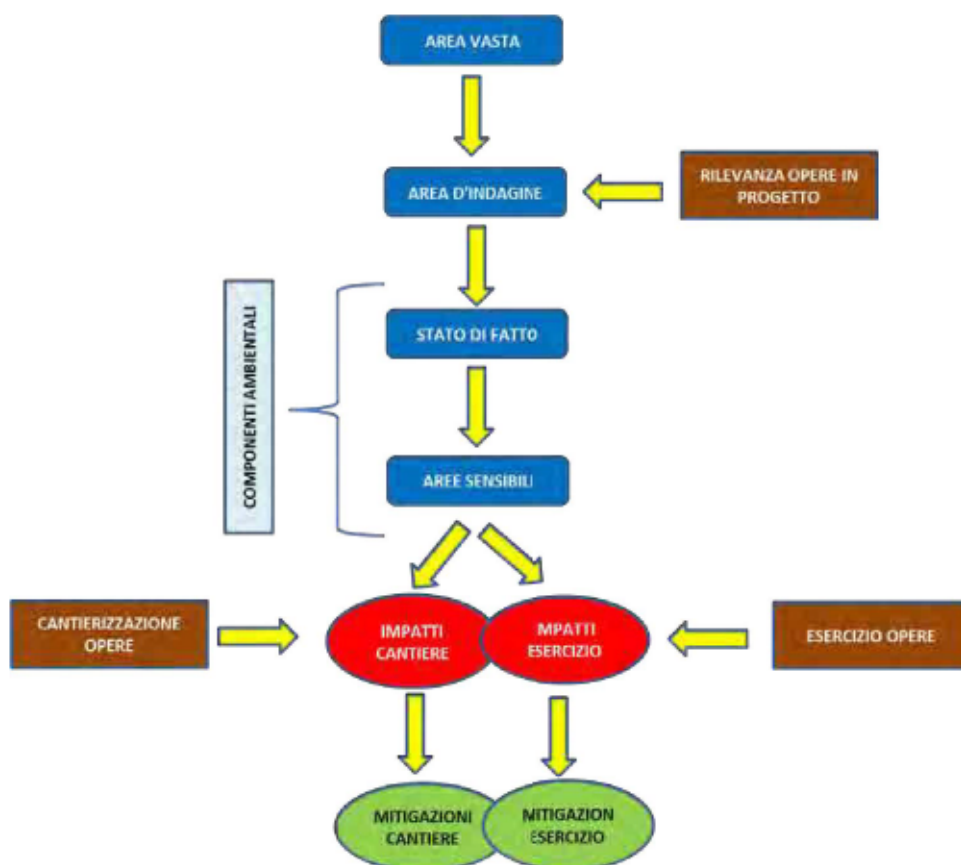 AREA VASTA
AREA D'INDAGINE
RILEVANZA OPERE IN
PROGETTO
COMPONENTI AMBIENTALI
STATO DI FATTO
AREE SENSIBILI
CANTIERIZZAZIONE
OPERE
IMPATTI
CANTIERE
MPATTI
ESERCIZIO
ESERCIZIO OPERE
MITIGAZIONI
CANTIERE
MITIGAZION
ESERCIZIO